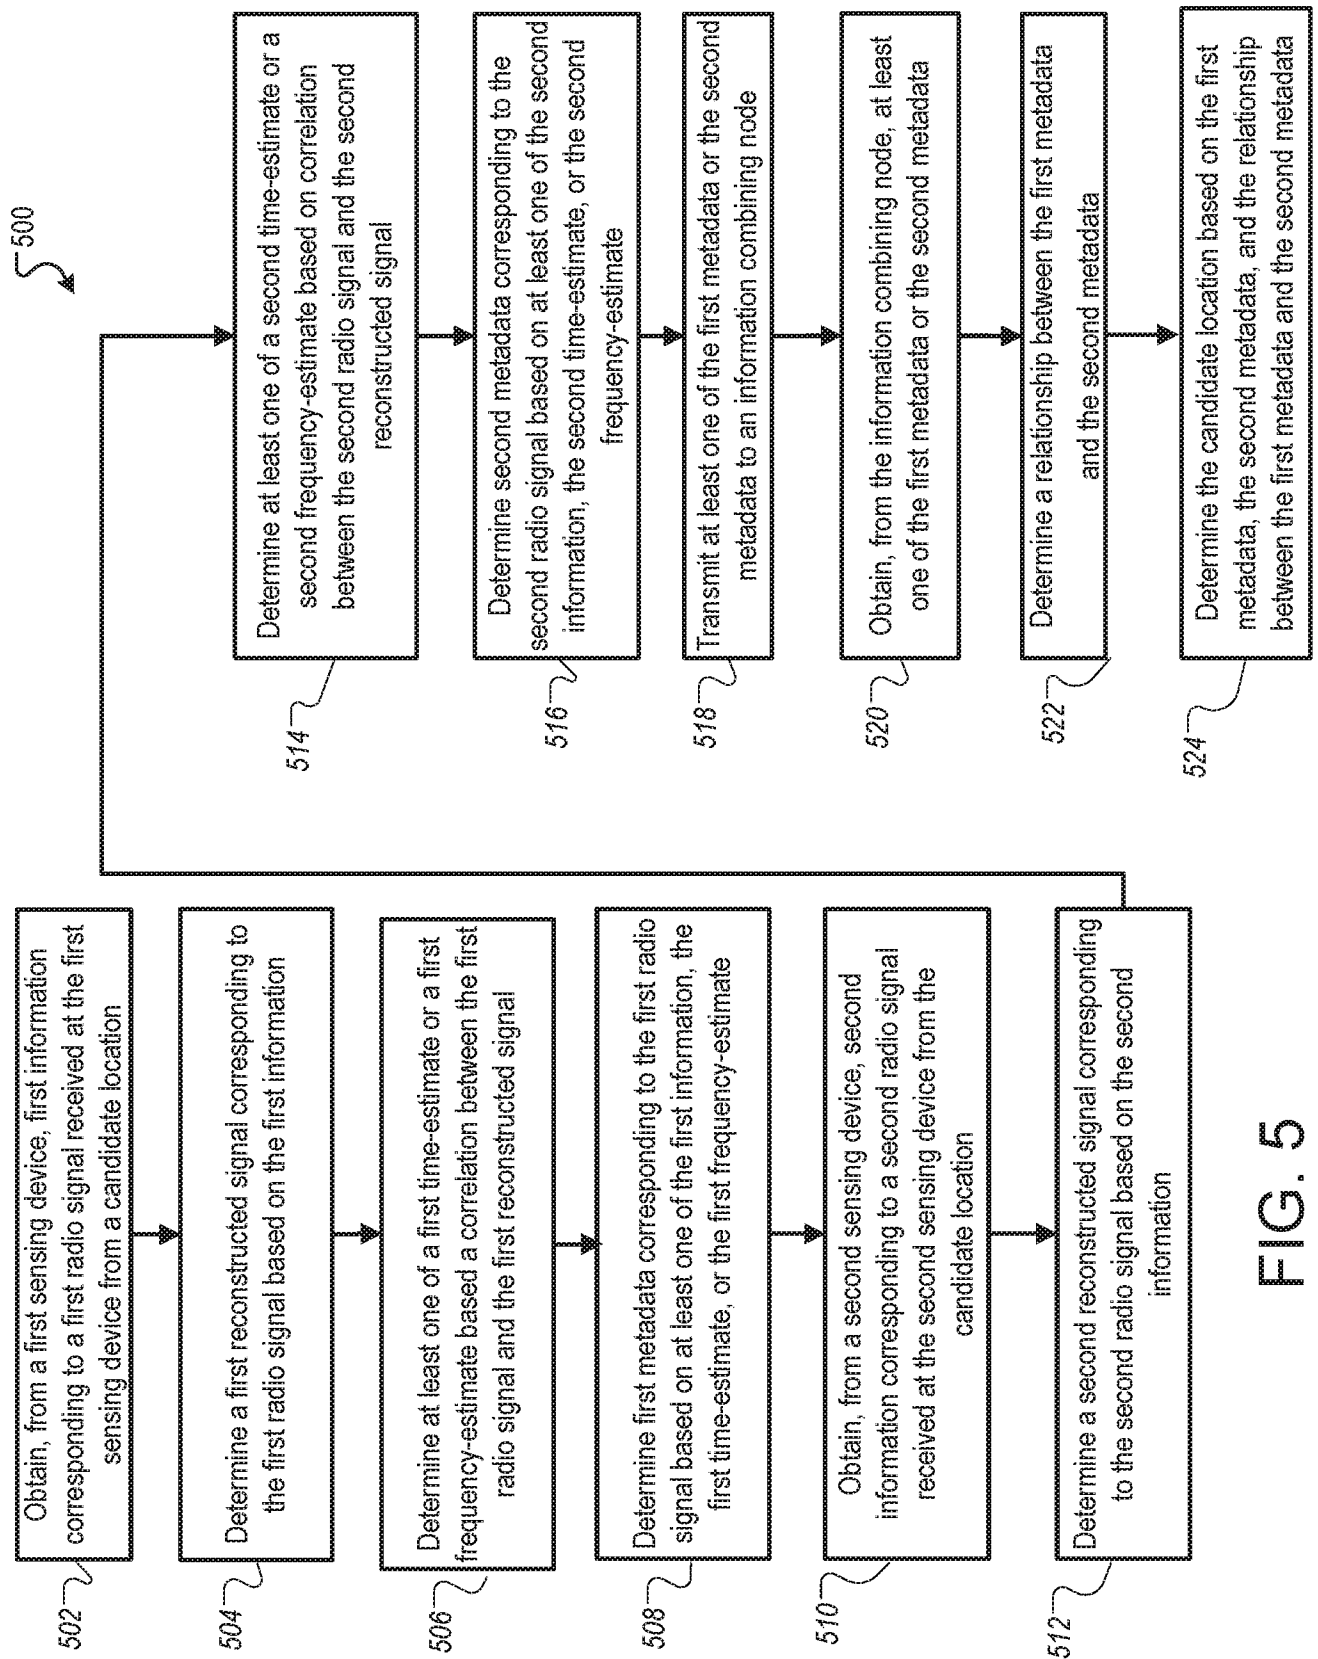 500
502
Obtain, from a first sensing device, first information
corresponding to a first radio signal received at the first
sensing device from a candidate location
504
Determine a first reconstructed signal corresponding to
the first radio signal based on the first information
506
Determine at least one of a first time-estimate or a first
frequency-estimate based a correlation between the first
radio signal and the first reconstructed signal
508
Determine first metadata corresponding to the first radio
signal based on at least one of the first information, the
first time-estimate, or the first frequency-estimate
510
Obtain, from a second sensing device, second
information corresponding to a second radio signal
received at the second sensing device from the
candidate location
512
Determine a second reconstructed signal corresponding
to the second radio signal based on the second
information
514
Determine at least one of a second time-estimate or a
second frequency-estimate based on correlation
between the second radio signal and the second
reconstructed signal
516
Determine second metadata corresponding to the
second radio signal based on at least one of the second
information, the second time-estimate, or the second
frequency-estimate
518
Transmit at least one of the first metadata or the second
metadata to an information combining node
520
Obtain, from the information combining node, at least
one of the first metadata or the second metadata
522
Determine a relationship between the first metadata
and the second metadata
524
Determine the candidate location based on the first
metadata, the second metadata, and the relationship
between the first metadata and the second metadata
FIG. 5